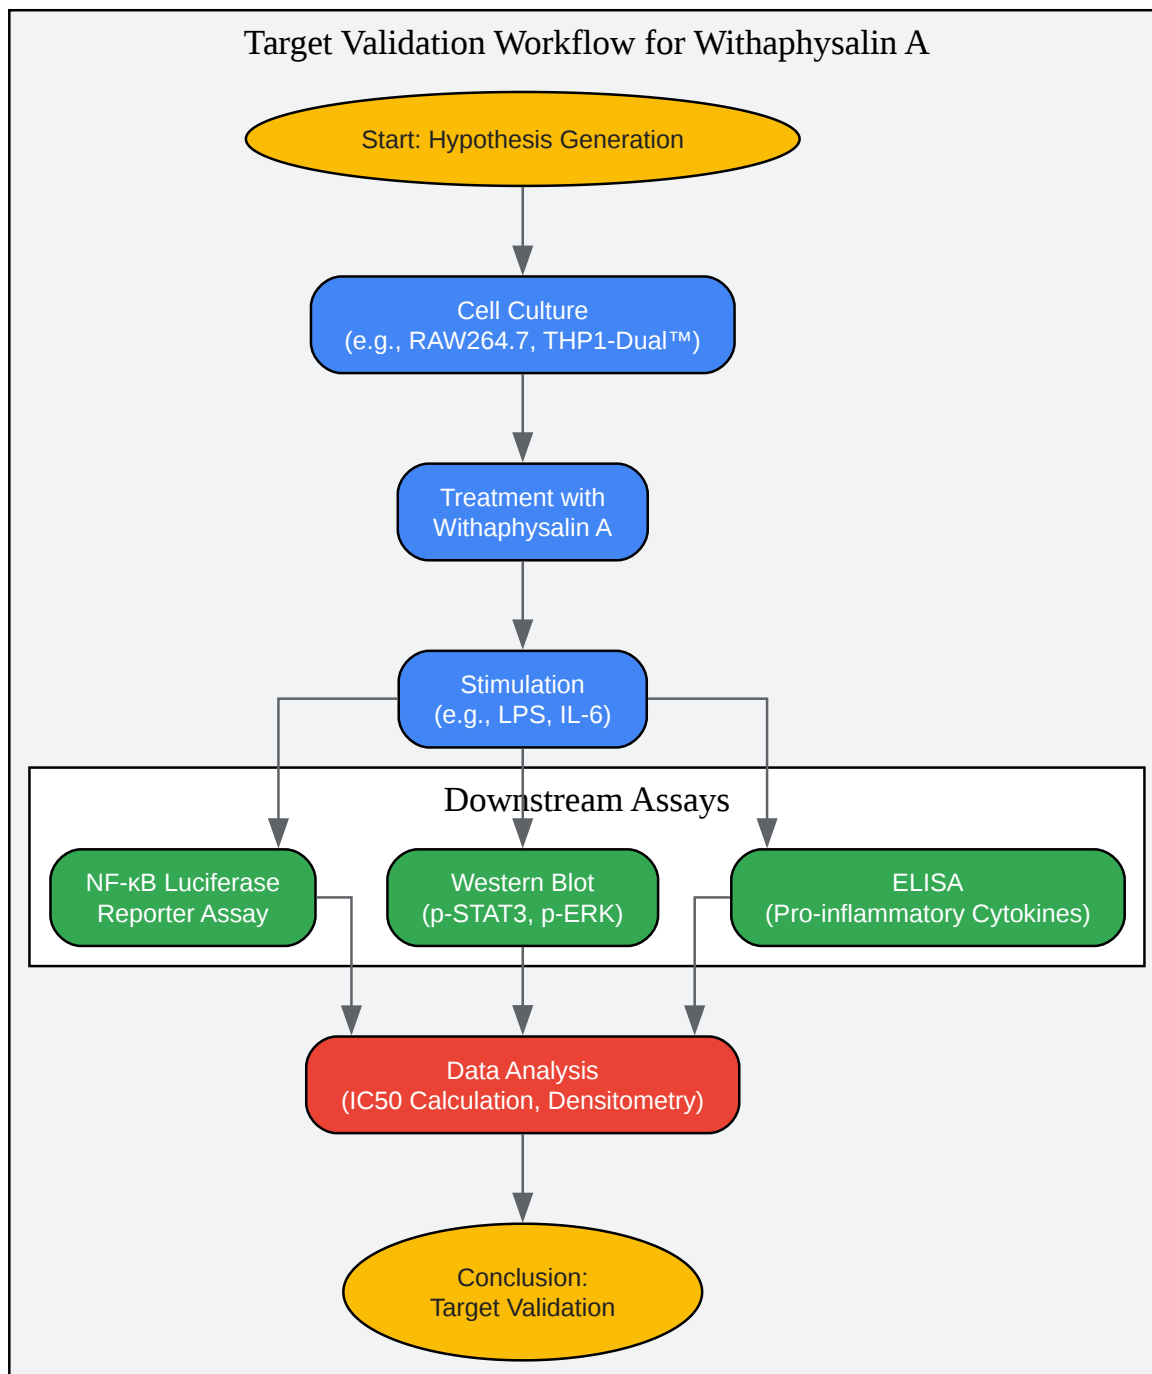 Target Validation Workflow for Withaphysalin A
Start: Hypothesis Generation
Cell Culture
(e.g., RAW264.7, THP1-Dual™)
Treatment with
Withaphysalin A
Stimulation
(e.g., LPS, IL-6)
Downstream Assays
NF-κB Luciferase
Reporter Assay
Western Blot
(p-STAT3, p-ERK)
ELISA
(Pro-inflammatory Cytokines)
Data Analysis
(IC50 Calculation, Densitometry)
Conclusion:
Target Validation